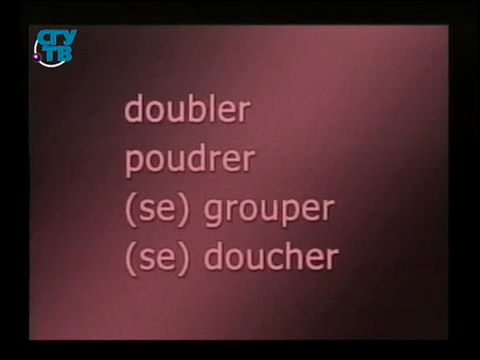 СГУ
ТВ
doubler
poudrer
(se) grouper
(se) doucher